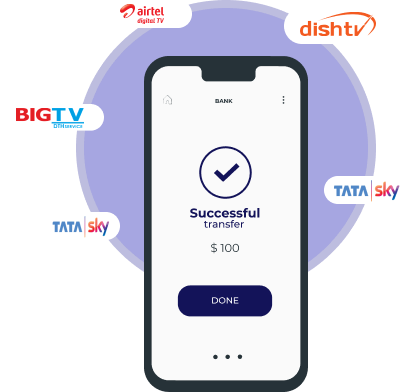 airtel
digital TV
dishtv
BIGTV
DTH SERVICE
BANK
TATA sky
TATA sky
Successful
transfer
$ 100
DONE